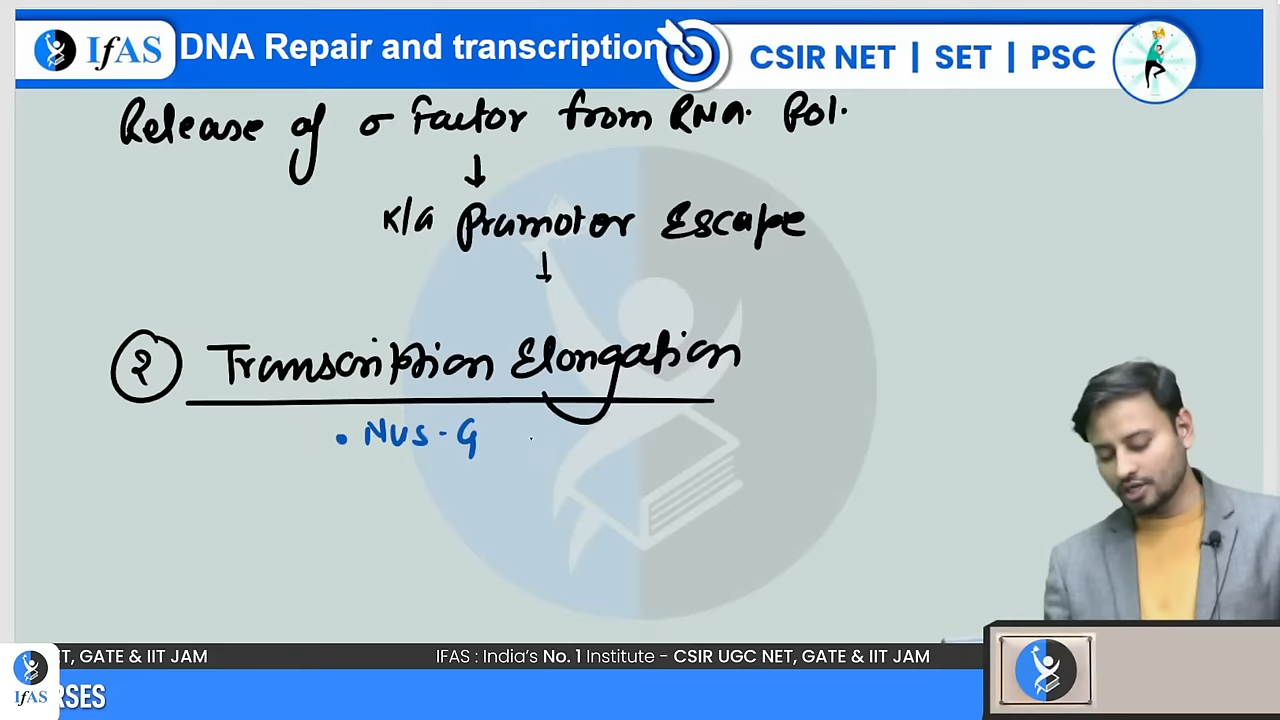 IfAS DNA Repair and transcription CSIR NET | SET | PSC
Release of σ Factor from RNA. Pol.
↓
K/a Promotor Escape
↓
2 Transcription Elongation
• NUS-G
T, GATE & IIT JAM IFAS : India's No. 1 Institute - CSIR UGC NET, GATE & IIT JAM
IfAS RSES